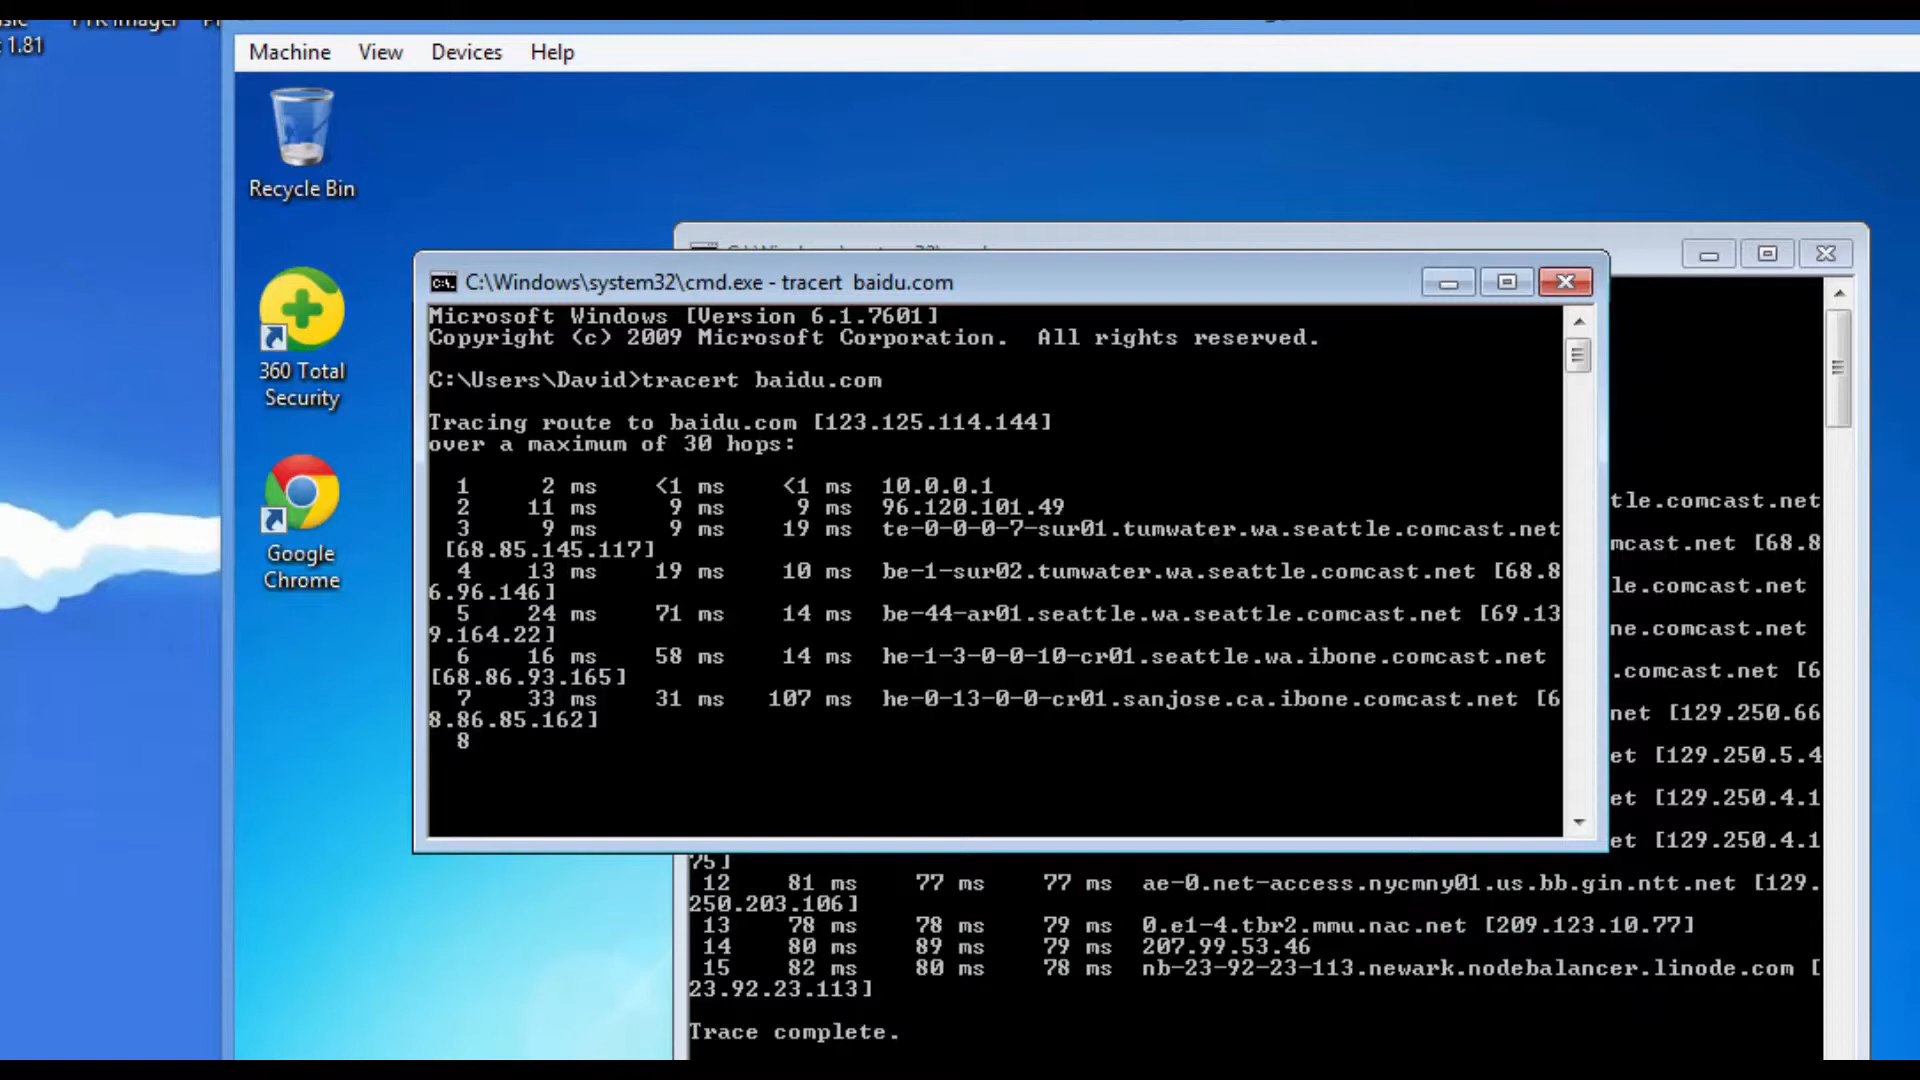 1.81
Machine View Devices Help
Recycle Bin
360 Total
Security
Google
Chrome
C:\Windows\system32\cmd.exe - tracert baidu.com
Microsoft Windows [Version 6.1.7601]
Copyright (c) 2009 Microsoft Corporation. All rights reserved.
C:\Users\David>tracert baidu.com
Tracing route to baidu.com [123.125.114.144]
over a maximum of 30 hops:
1 2 ms <1 ms <1 ms 10.0.0.1
2 11 ms 9 ms 9 ms 96.120.101.49
3 9 ms 9 ms 19 ms te-0-0-0-7-sur01.tumwater.wa.seattle.comcast.net
[68.85.145.117]
4 13 ms 19 ms 10 ms be-1-sur02.tumwater.wa.seattle.comcast.net [68.8
6.96.146]
5 24 ms 71 ms 14 ms be-44-ar01.seattle.wa.seattle.comcast.net [69.13
9.164.22]
6 16 ms 58 ms 14 ms he-1-3-0-0-10-cr01.seattle.wa.ibone.comcast.net
[68.86.93.165]
7 33 ms 31 ms 107 ms he-0-13-0-0-cr01.sanjose.ca.ibone.comcast.net [6
8.86.85.162]
8
tle.comcast.net
mcast.net [68.8
le.comcast.net
ne.comcast.net
.comcast.net [6
net [129.250.66
et [129.250.5.4
et [129.250.4.1
et [129.250.4.1
75]
12 81 ms 77 ms 77 ms ae-0.net-access.nycmny01.us.bb.gin.ntt.net [129.
250.203.106]
13 78 ms 78 ms 79 ms 0.e1-4.tbr2.mmu.nac.net [209.123.10.77]
14 80 ms 89 ms 79 ms 207.99.53.46
15 82 ms 80 ms 78 ms nb-23-92-23-113.newark.nodebalancer.linode.com [
23.92.23.113]
Trace complete.